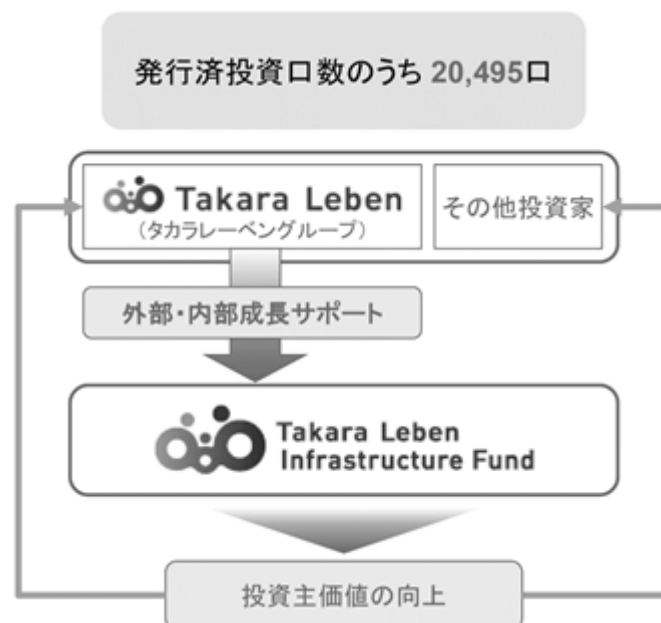 発行済投資口数のうち 20,495口
Takara Leben
(タカラレーベングループ)
その他投資家
外部・内部成長サポート
Takara Leben
Infrastructure Fund
投資主価値の向上